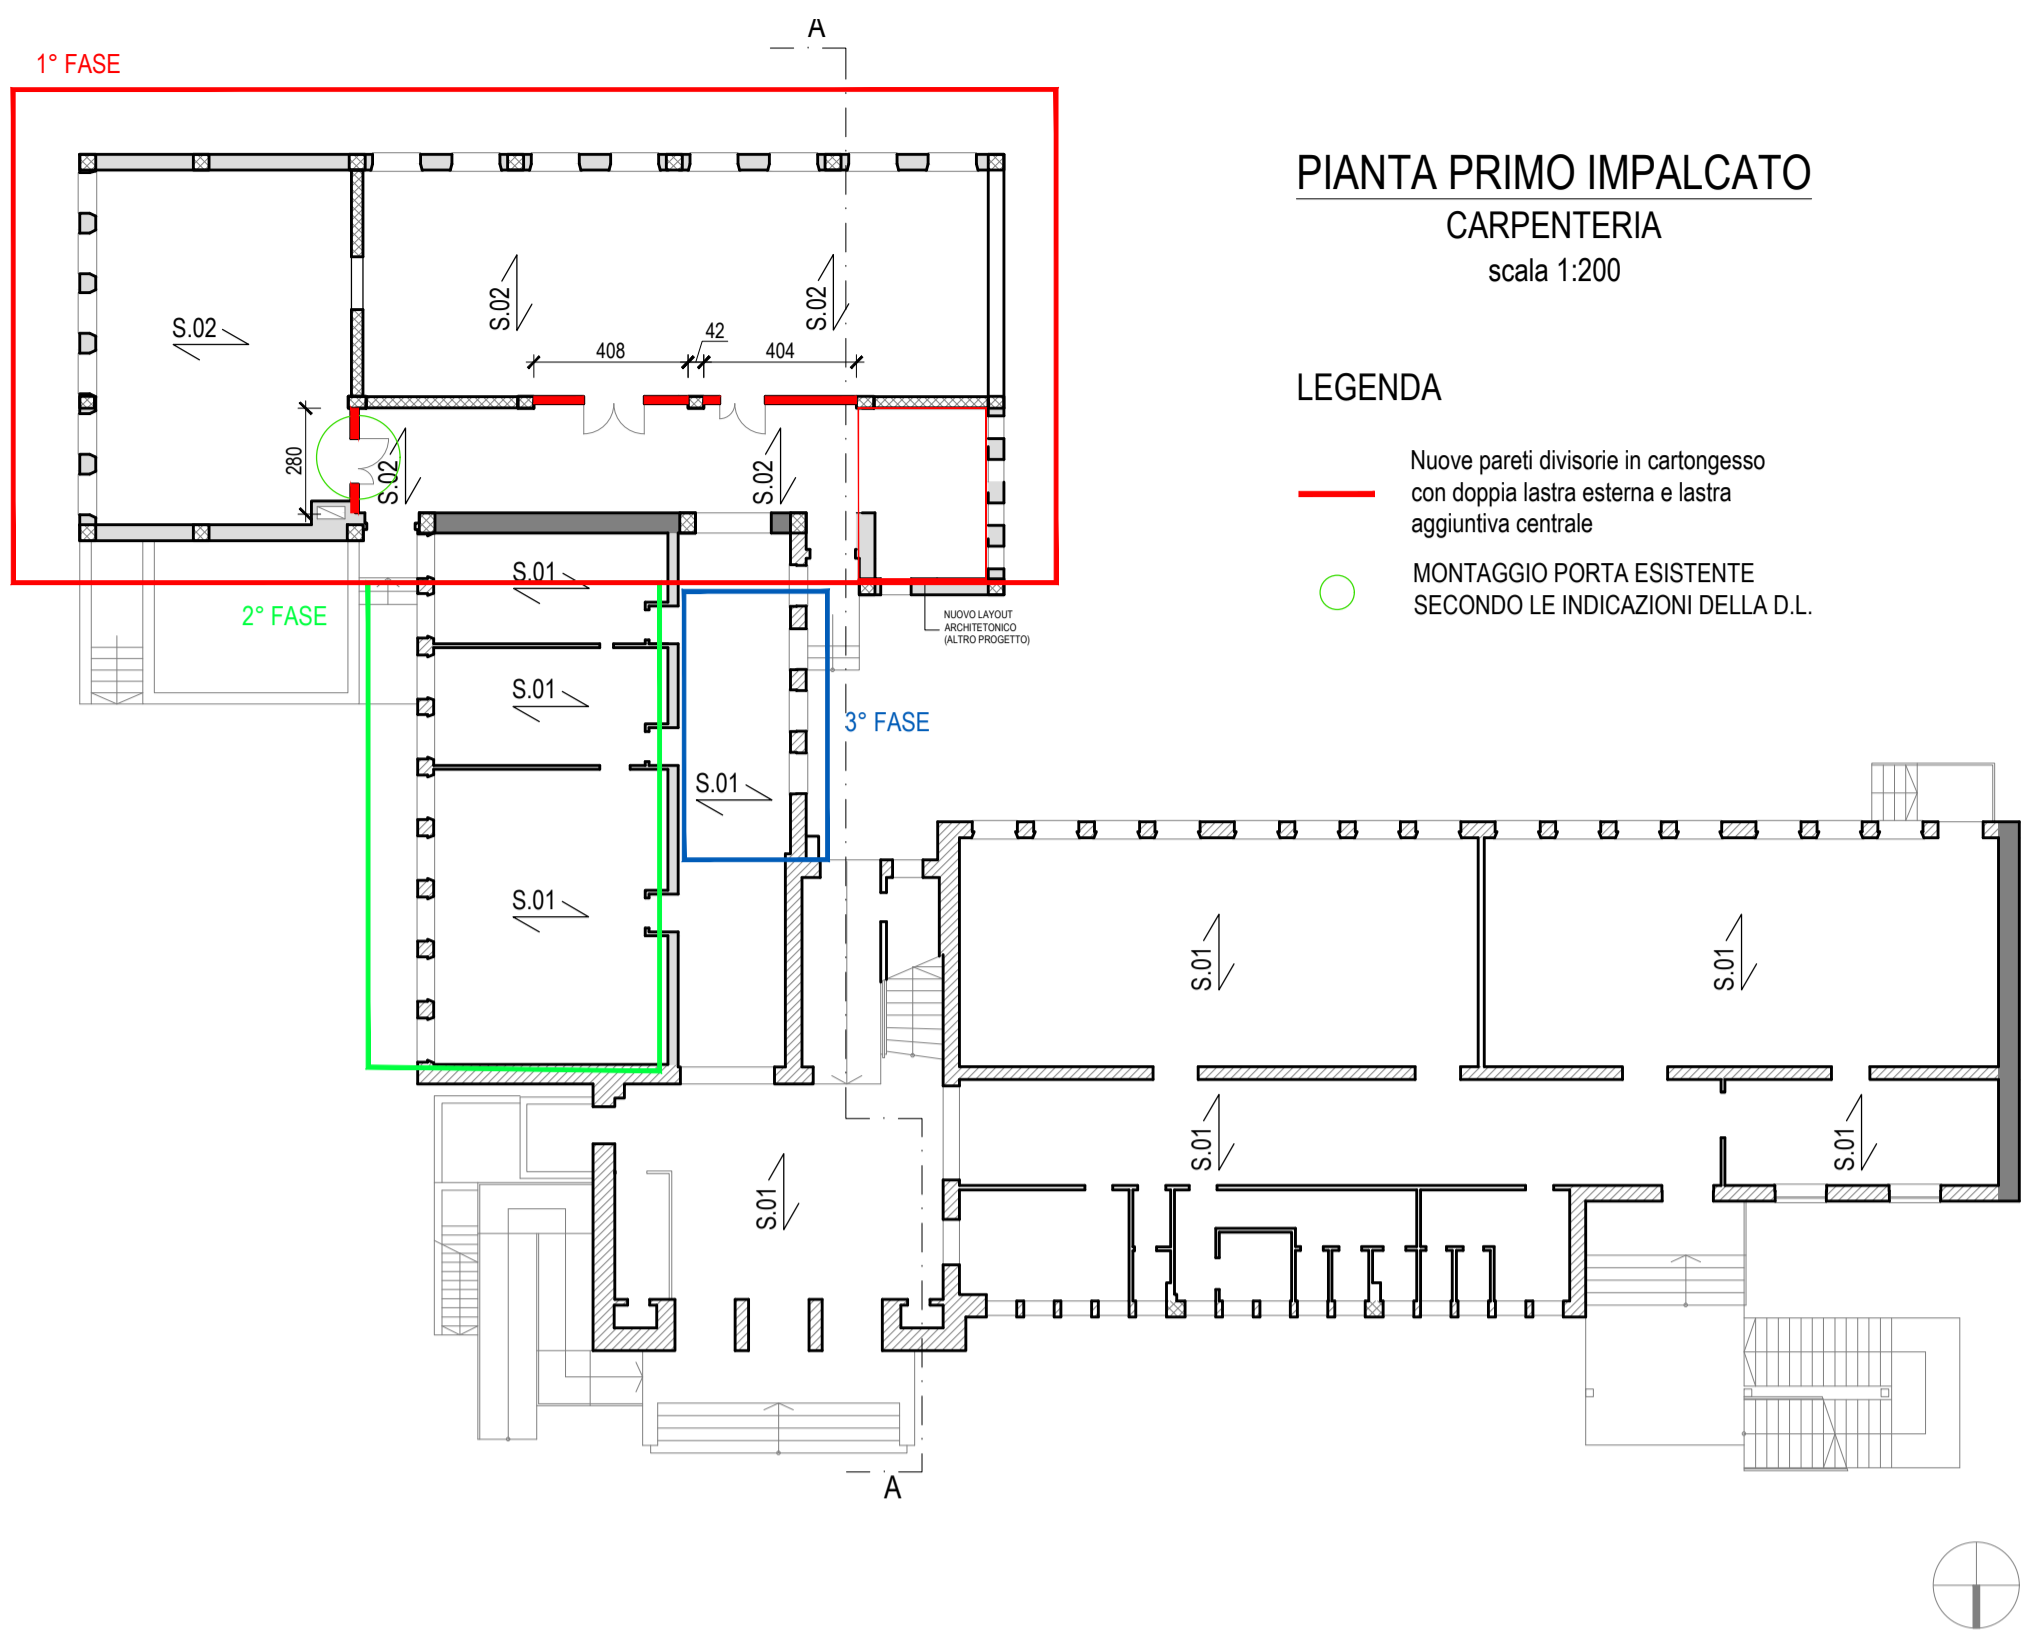 A
1° FASE
PIANTA PRIMO IMPALCATO
CARPENTERIA
scala 1:200
S.02
S.02
S.02
42
408
404
LEGENDA
280
S.02
S.02
Nuove pareti divisorie in cartongesso
con doppia lastra esterna e lastra
aggiuntiva centrale
MONTAGGIO PORTA ESISTENTE
SECONDO LE INDICAZIONI DELLA D.L.
S.01
2° FASE
NUOVO LAYOUT
ARCHITETONICO
(ALTRO PROGETTO)
S.01
3° FASE
S.01
S.01
S.01
S.01
S.01
S.01
S.01
A